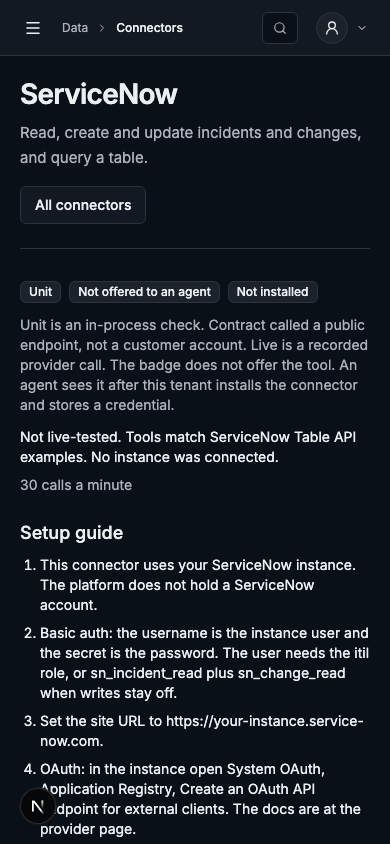 Data > Connectors
ServiceNow
Read, create and update incidents and changes,
and query a table.
All connectors
Unit
Not offered to an agent
Not installed
Unit is an in-process check. Contract called a public
endpoint, not a customer account. Live is a recorded
provider call. The badge does not offer the tool. An
agent sees it after this tenant installs the connector
and stores a credential.
Not live-tested. Tools match ServiceNow Table API
examples. No instance was connected.
30 calls a minute
Setup guide
1. This connector uses your ServiceNow instance.
The platform does not hold a ServiceNow
account.
2. Basic auth: the username is the instance user and
the secret is the password. The user needs the itil
role, or sn_incident_read plus sn_change_read
when writes stay off.
3. Set the site URL to https://your-instance.service-
now.com.
4. OAuth: in the instance open System OAuth,
Application Registry, Create an OAuth API
endpoint for external clients. The docs are at the
provider page.
N